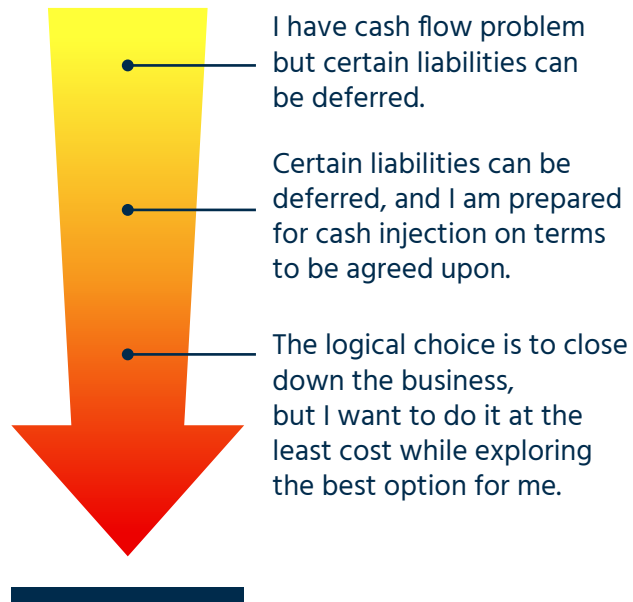 I have cash flow problem
but certain liabilities can
be deferred.
Certain liabilities can be
deferred, and I am prepared
for cash injection on terms
to be agreed upon.
The logical choice is to close
down the business,
but I want to do it at the
least cost while exploring
the best option for me.